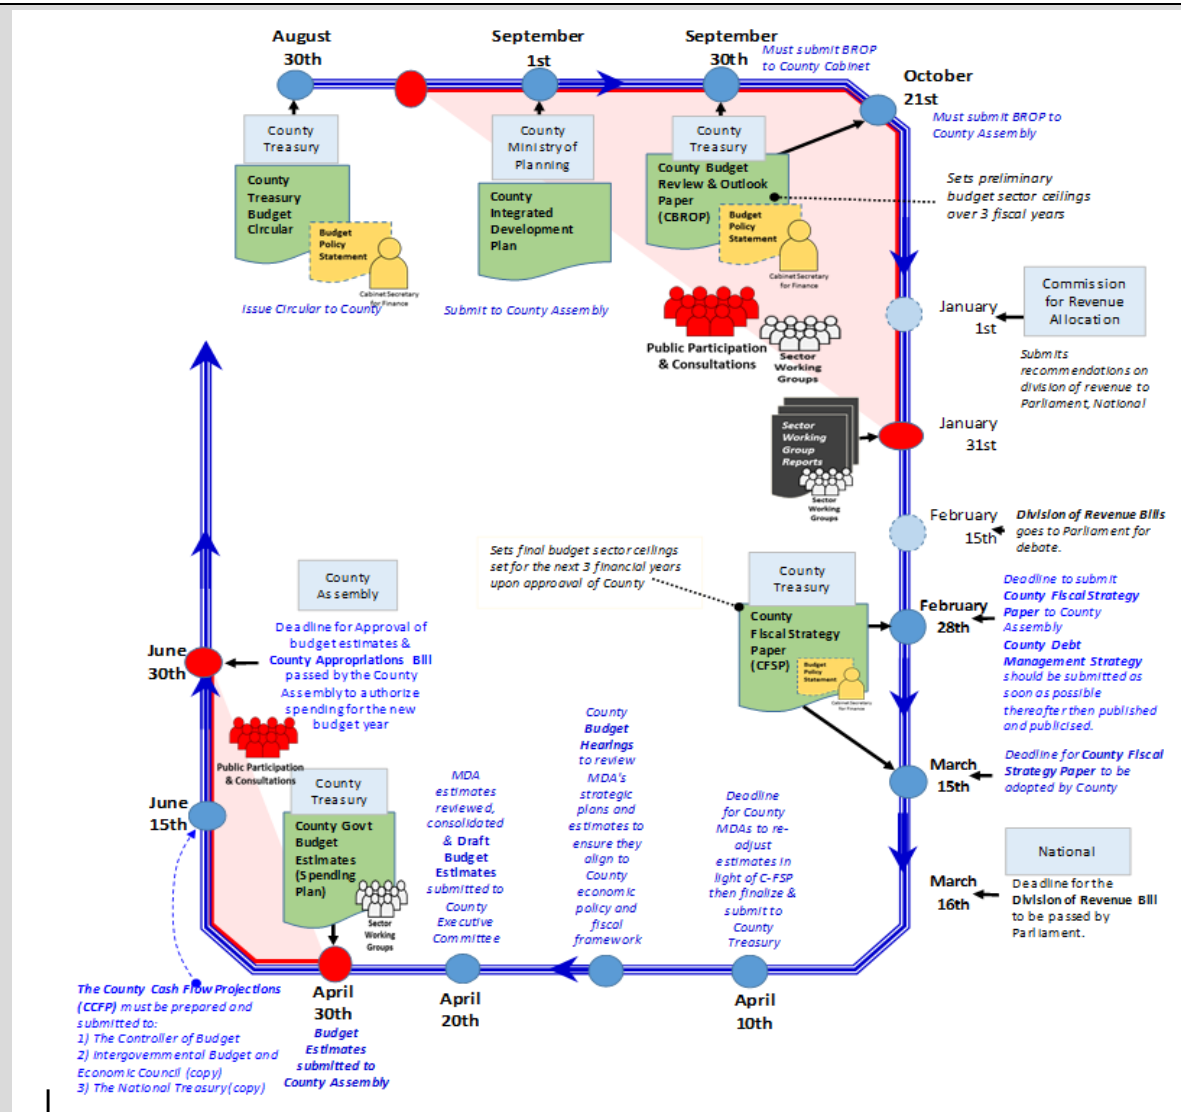 August
30th
September
1st
September
30th
Must submit BROP
to County Cabinet
October
21st
Must submit BROP to
County Assembly
County
Treasury
County
Treasury
Budget
Circular
Budget
Policy
Statement
Cabinet Secretary
for Finance
Issue Circular to County
County
Ministry of
Planning
County
Integrated
Development
Plan
Submit to County Assembly
County
Treasury
County Budget
Review & Outlook
Paper
(CBROP)
Budget
Policy
Statement
Cabinet Secretary
for Finance
Sets preliminary
budget sector ceilings
over 3 fiscal years
Public Participation
& Consultations
Sector
Working
Groups
January
1st
Commission
for Revenue
Allocation
Submits
recommendations on
division of revenue to
Parliament, National
Sector
Working
Group
Reports
Sector
Working
Groups
January
31st
February
15th
Division of Revenue Bills
goes to Parliament for
debate.
Sets final budget sector ceilings
set for the next 3 financial years
upon approaval of County
County
Treasury
County
Fiscal Strategy
Paper
(CFSP)
Budget
Policy
Statement
Cabinet Secretary
for Finance
February
28th
Deadline to submit
County Fiscal Strategy
Paper to County
Assembly
County Debt
Management Strategy
should be submitted as
soon as possible
thereafter then published
and publicised.
March
15th
Deadline for County Fiscal
Strategy Paper to be
adopted by County
March
16th
National
Deadline for the
Division of Revenue Bill
to be passed by
Parliament.
County
Assembly
Deadline for Approval of
budget estimates &
County Appropriations Bill
passed by the County
Assembly to authorize
spending for the new
budget year
June
30th
Public Participation
& Consultations
June
15th
County
Treasury
County Govt
Budget
Estimates
(Spending
Plan)
Sector
Working
Groups
MDA
estimates
reviewed,
consolidated
& Draft
Budget
Estimates
submitted to
County
Executive
Committee
County
Budget
Hearings
to review
MDA's
strategic
plans and
estimates to
ensure they
align to
County
economic
policy and
fiscal
framework
Deadline
for County
MDAs to re-
adjust
estimates in
light of C-FSP
then finalize &
submit to
County
Treasury
The County Cash Flow Projections
(CCFP) must be prepared and
submitted to:
1) The Controller of Budget
2) Intergovernmental Budget and
Economic Council (copy)
3) The National Treasury(copy)
April
30th
Budget
Estimates
submitted to
County Assembly
April
20th
April
10th